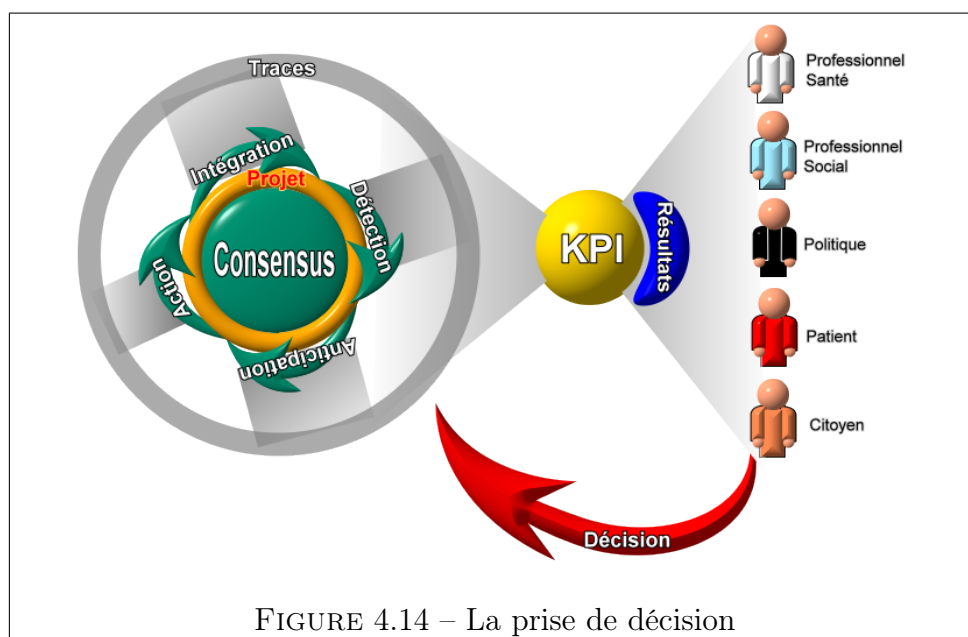 Traces
Intégration
Projet
Détection
Consensus
Action
Anticipation
KPI
Résultats
Professionnel
Santé
Professionnel
Social
Politique
Patient
Citoyen
Décision
FIGURE 4.14 – La prise de décision